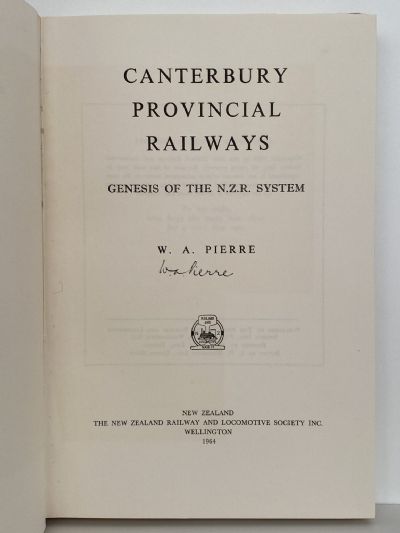 CANTERBURY
PROVINCIAL
RAILWAYS
GENESIS OF THE N.Z.R. SYSTEM
W. A. PIERRE
W.A. Pierre
NEW ZEALAND
THE NEW ZEALAND RAILWAY AND LOCOMOTIVE SOCIETY INC.
WELLINGTON
1964